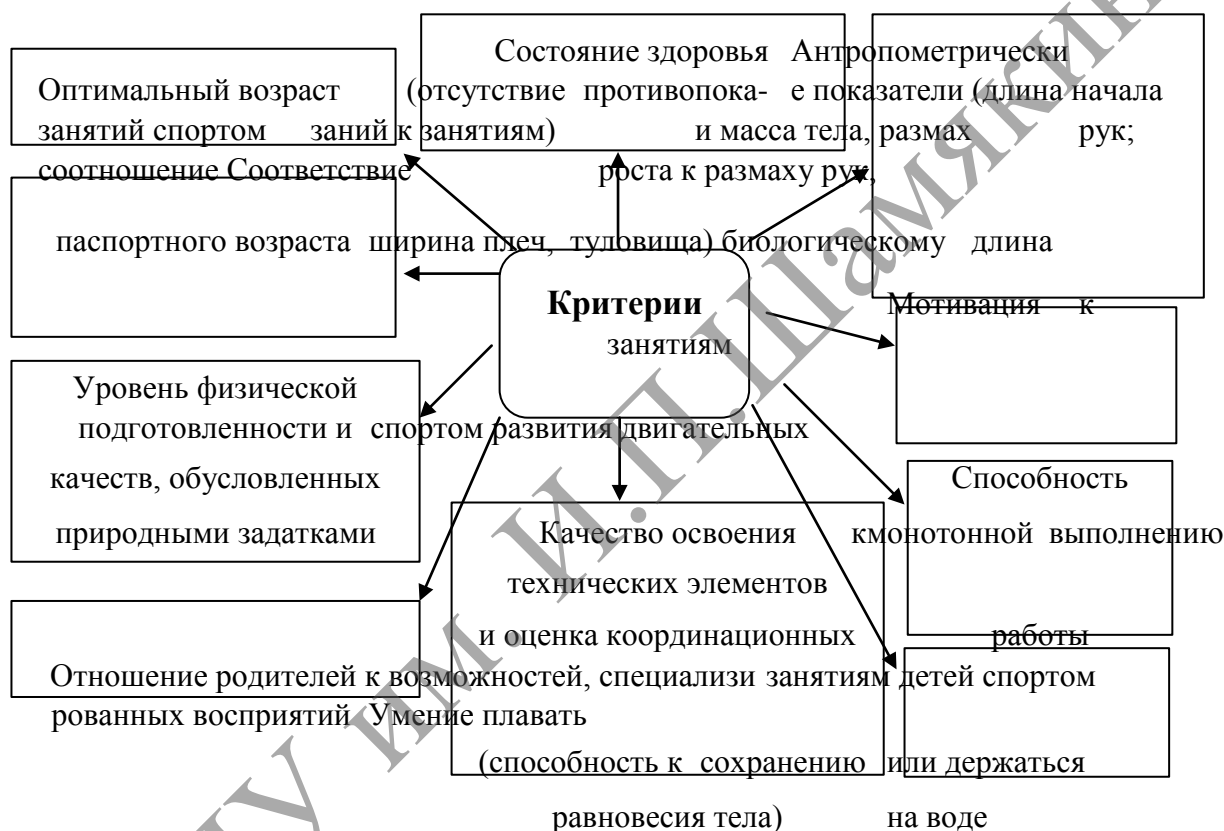 Состояние здоровья Антропометрически
Оптимальный возраст (отсутствие противопока- е показатели (длина начала
занятий спортом заний к занятиям) и масса тела, размах рук;
соотношение Соответствие роста к размаху рук,
паспортного возраста ширина плеч, туловища) биологическому длина
Критерии Мотивация к
занятиям
Уровень физической
подготовленности и спортом развития двигательных
качеств, обусловленных Способность
природными задатками Качество освоения кмонотонной выполнению
технических элементов
и оценка координационных работы
Отношение родителей к возможностей, специализи занятиям детей спортом
рованных восприятий Умение плавать
(способность к сохранению или держаться
равновесия тела) на воде
У им. И.П.Шамякин